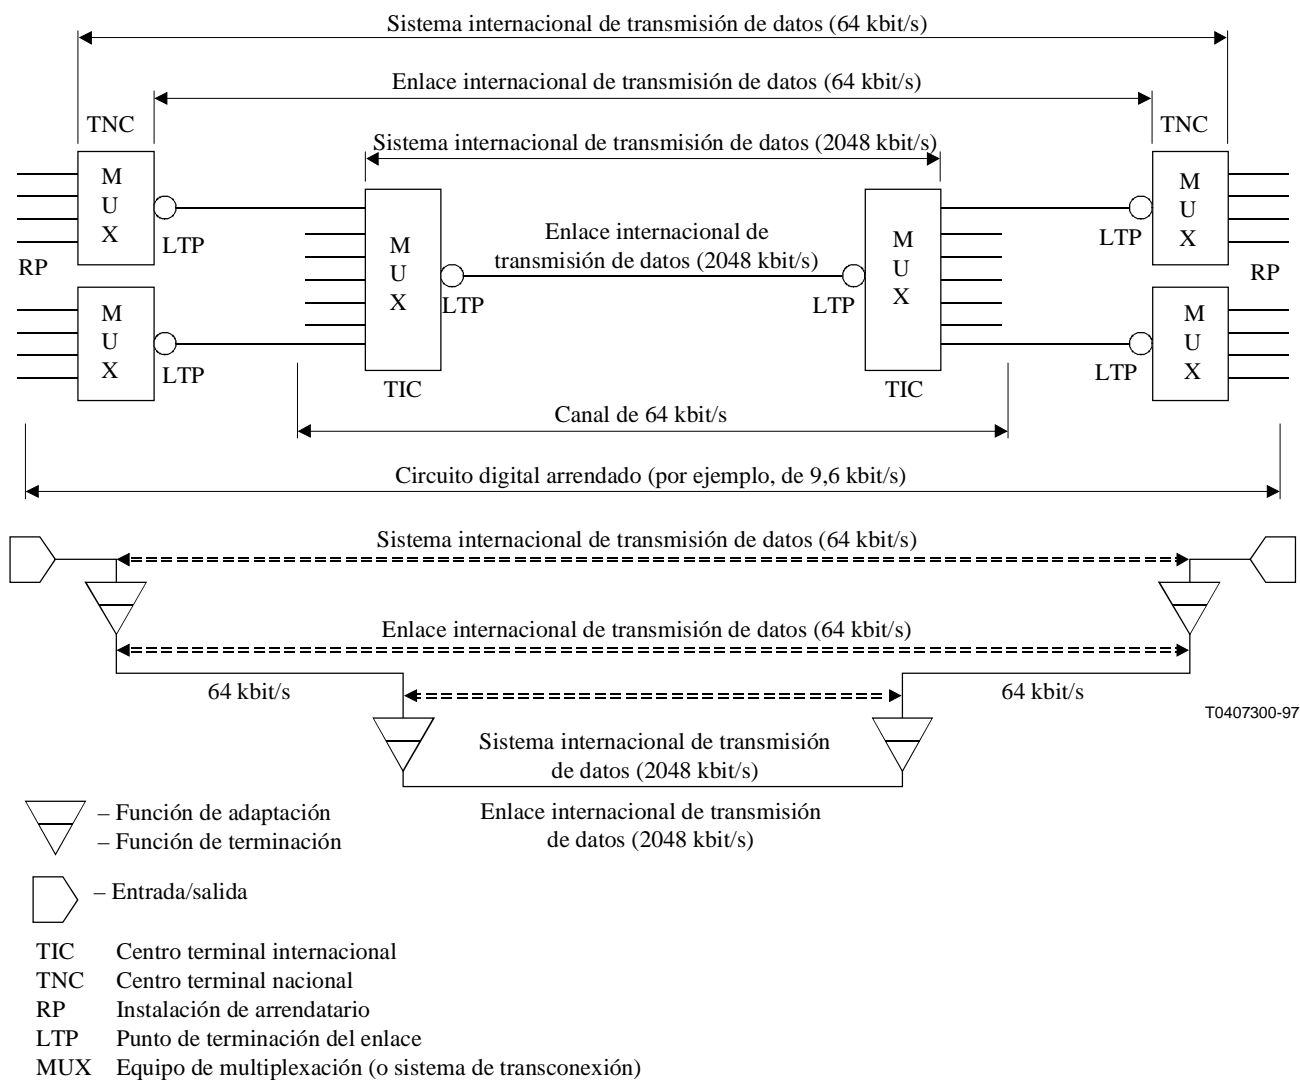 Sistema internacional de transmisión de datos (64 kbit/s)
Enlace internacional de transmisión de datos (64 kbit/s)
TNC
TNC
Sistema internacional de transmisión de datos (2048 kbit/s)
M
U
X
M
U
X
LTP
LTP
RP
RP
M
U
X
M
U
X
Enlace internacional de
transmisión de datos (2048 kbit/s)
LTP
LTP
M
U
X
M
U
X
LTP
LTP
TIC
TIC
Canal de 64 kbit/s
Circuito digital arrendado (por ejemplo, de 9,6 kbit/s)
Sistema internacional de transmisión de datos (64 kbit/s)
Enlace internacional de transmisión de datos (64 kbit/s)
64 kbit/s
64 kbit/s
T0407300-97
Sistema internacional de transmisión
de datos (2048 kbit/s)
Enlace internacional de transmisión
de datos (2048 kbit/s)
– Función de adaptación
– Función de terminación
– Entrada/salida
TIC Centro terminal internacional
TNC Centro terminal nacional
RP Instalación de arrendatario
LTP Punto de terminación del enlace
MUX Equipo de multiplexación (o sistema de transconexión)